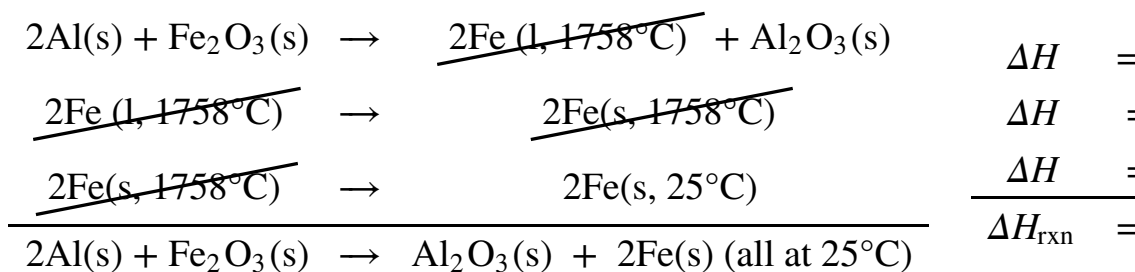 2Al(s) + Fe₂O₃(s) → 2Fe (l, 1758°C) + Al₂O₃(s) ΔH =
2Fe (l, 1758°C) → 2Fe(s, 1758°C) ΔH =
2Fe(s, 1758°C) → 2Fe(s, 25°C) ΔH =
2Al(s) + Fe₂O₃(s) → Al₂O₃(s) + 2Fe(s) (all at 25°C) ΔH_rxn =